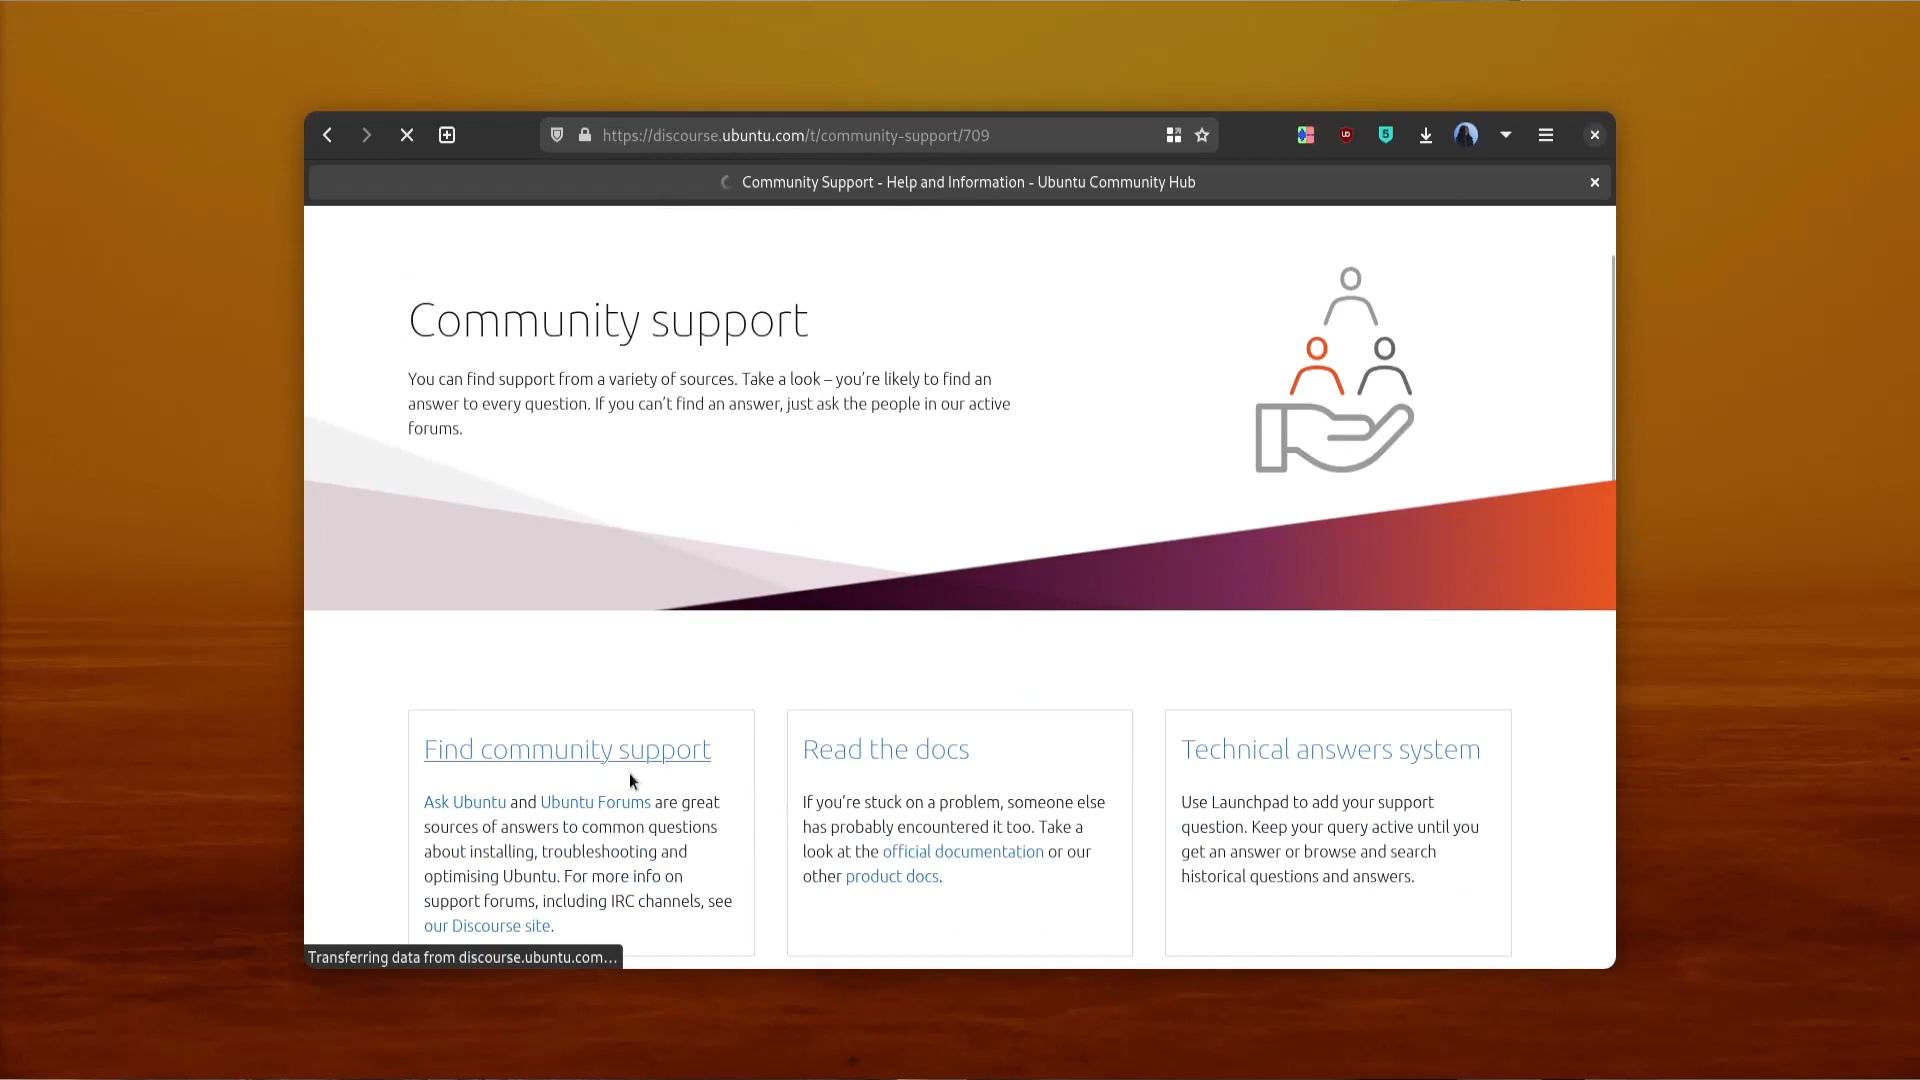 https://discourse.ubuntu.com/t/community-support/709
UD
5
Community Support - Help and Information - Ubuntu Community Hub
Community support
You can find support from a variety of sources. Take a look – you’re likely to find an
answer to every question. If you can’t find an answer, just ask the people in our active
forums.
Find community support
Ask Ubuntu and Ubuntu Forums are great
sources of answers to common questions
about installing, troubleshooting and
optimising Ubuntu. For more info on
support forums, including IRC channels, see
our Discourse site.
Read the docs
If you’re stuck on a problem, someone else
has probably encountered it too. Take a
look at the official documentation or our
other product docs.
Technical answers system
Use Launchpad to add your support
question. Keep your query active until you
get an answer or browse and search
historical questions and answers.
Transferring data from discourse.ubuntu.com…